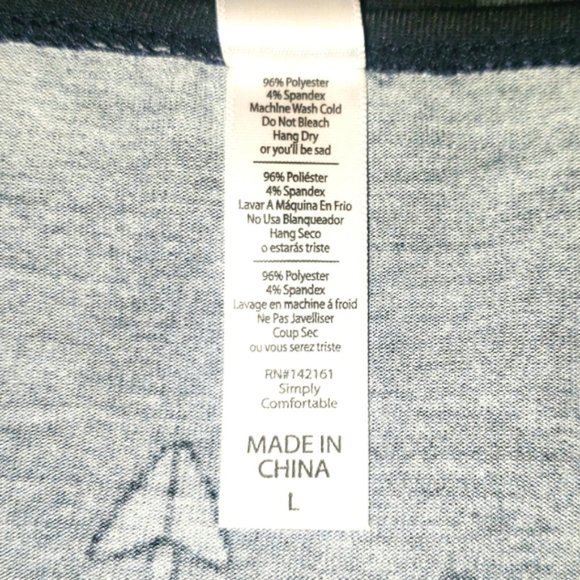 96% Polyester
4% Spandex
Machine Wash Cold
Do Not Bleach
Hang Dry
or you'll be sad
96% Poliéster
4% Spandex
Lavar A Máquina En Frio
No Usa Blanqueador
Hang Seco
o estarás triste
96% Polyester
4% Spandex
Lavage en machine á froid
Ne Pas Javelliser
Coup Sec
ou vous serez triste
RN#142161
Simply
Comfortable
MADE IN
CHINA
L